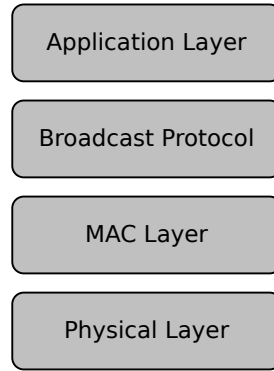 Application Layer
Broadcast Protocol
MAC Layer
Physical Layer